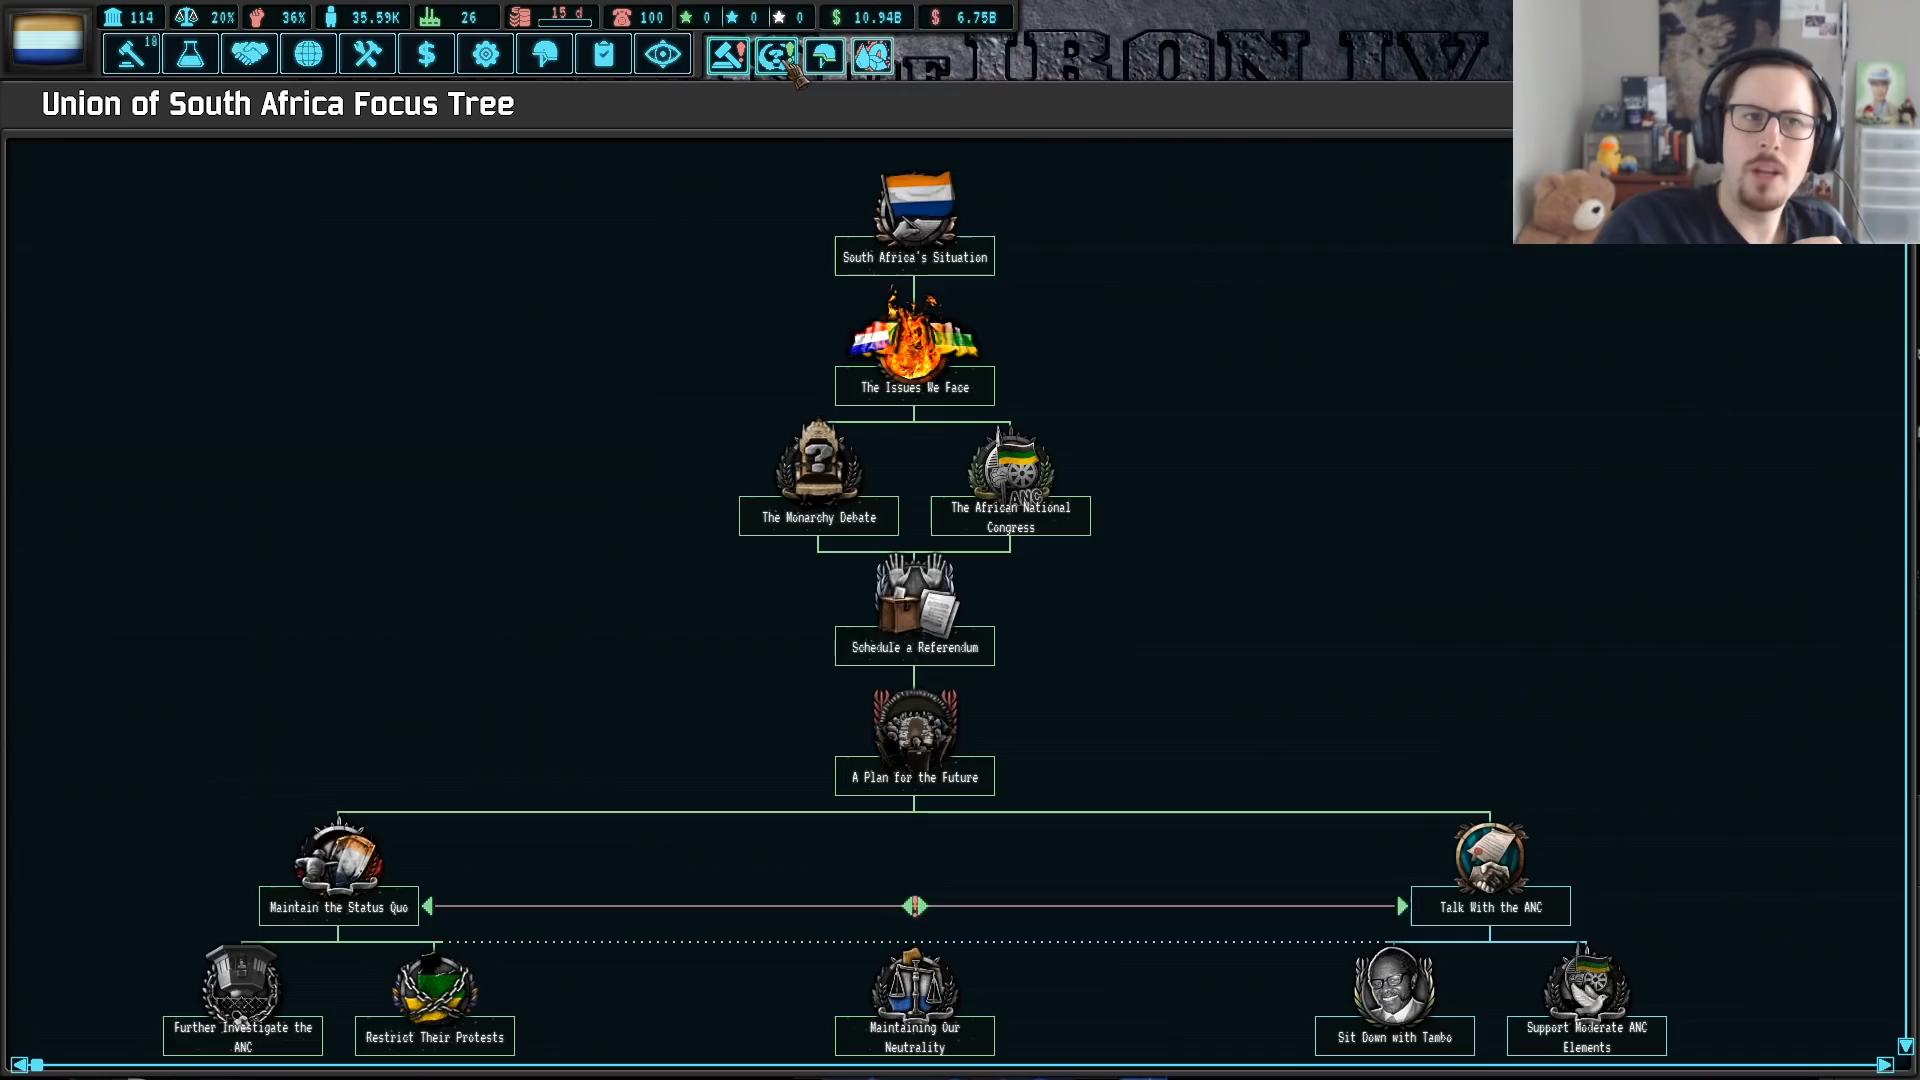 114
20%
36%
35.59K
26
15 d
100
0
0
0
$ 10.94B
$ 6.75B
18
IRON IV
Union of South Africa Focus Tree
South Africa's Situation
The Issues We Face
ANC
The Monarchy Debate
The African National
Congress
Schedule a Referendum
A Plan for the Future
Maintain the Status Quo
Talk With the ANC
Further Investigate the
ANC
Restrict Their Protests
Maintaining Our
Neutrality
Sit Down with Tambo
Support Moderate ANC
Elements